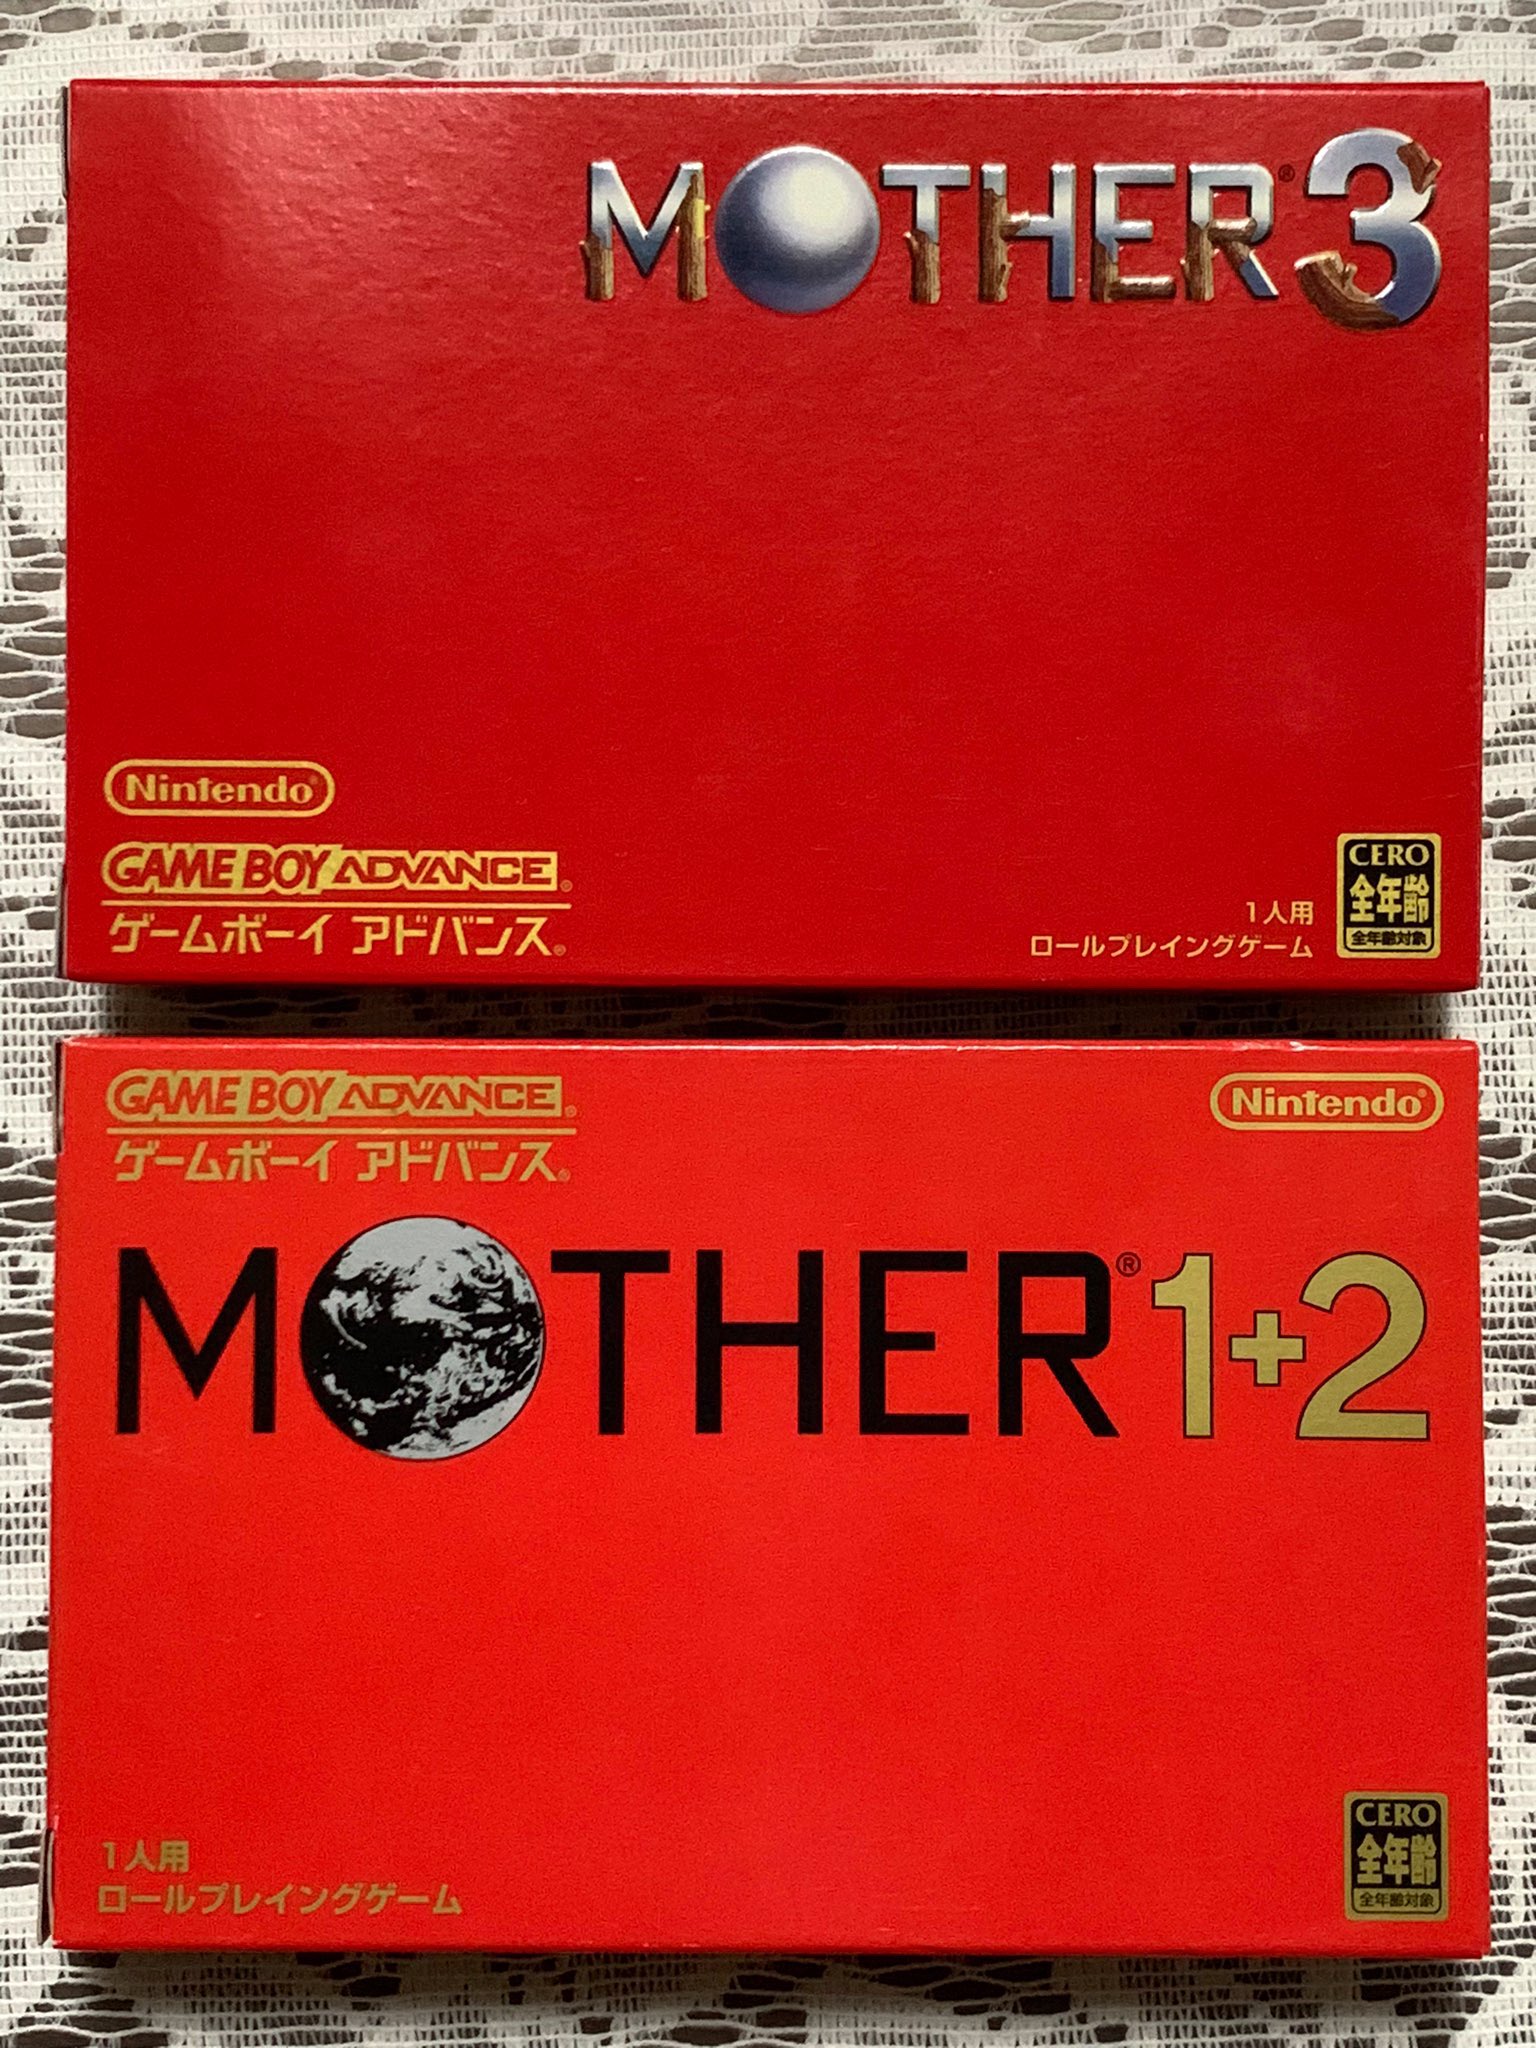 MOTHER® 3
Nintendo®
GAME BOY ADVANCE®
ゲームボーイ アドバンス®
1人用
ロールプレイングゲーム
CERO
全年齢
全年齢対象
GAME BOY ADVANCE®
ゲームボーイ アドバンス®
Nintendo®
MOTHER® 1+2
1人用
ロールプレイングゲーム
CERO
全年齢
全年齢対象